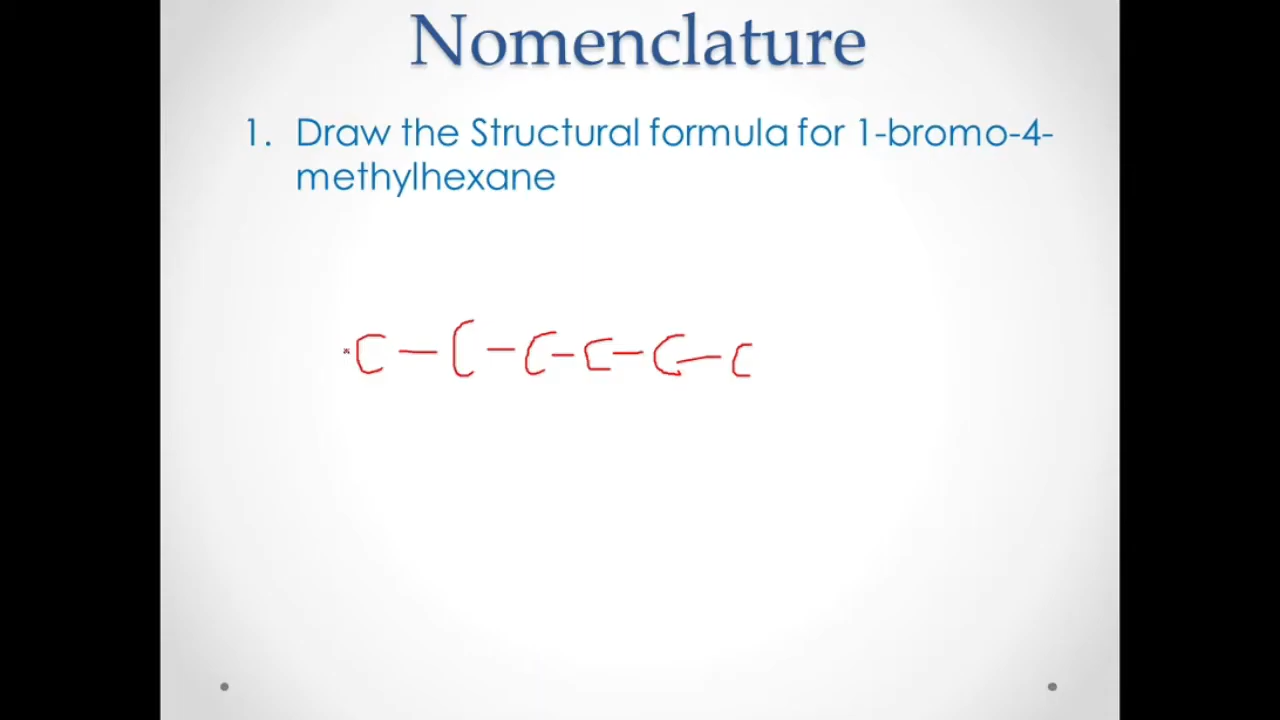 Nomenclature
1. Draw the Structural formula for 1-bromo-4-
methylhexane
C — C — C — C — C — C